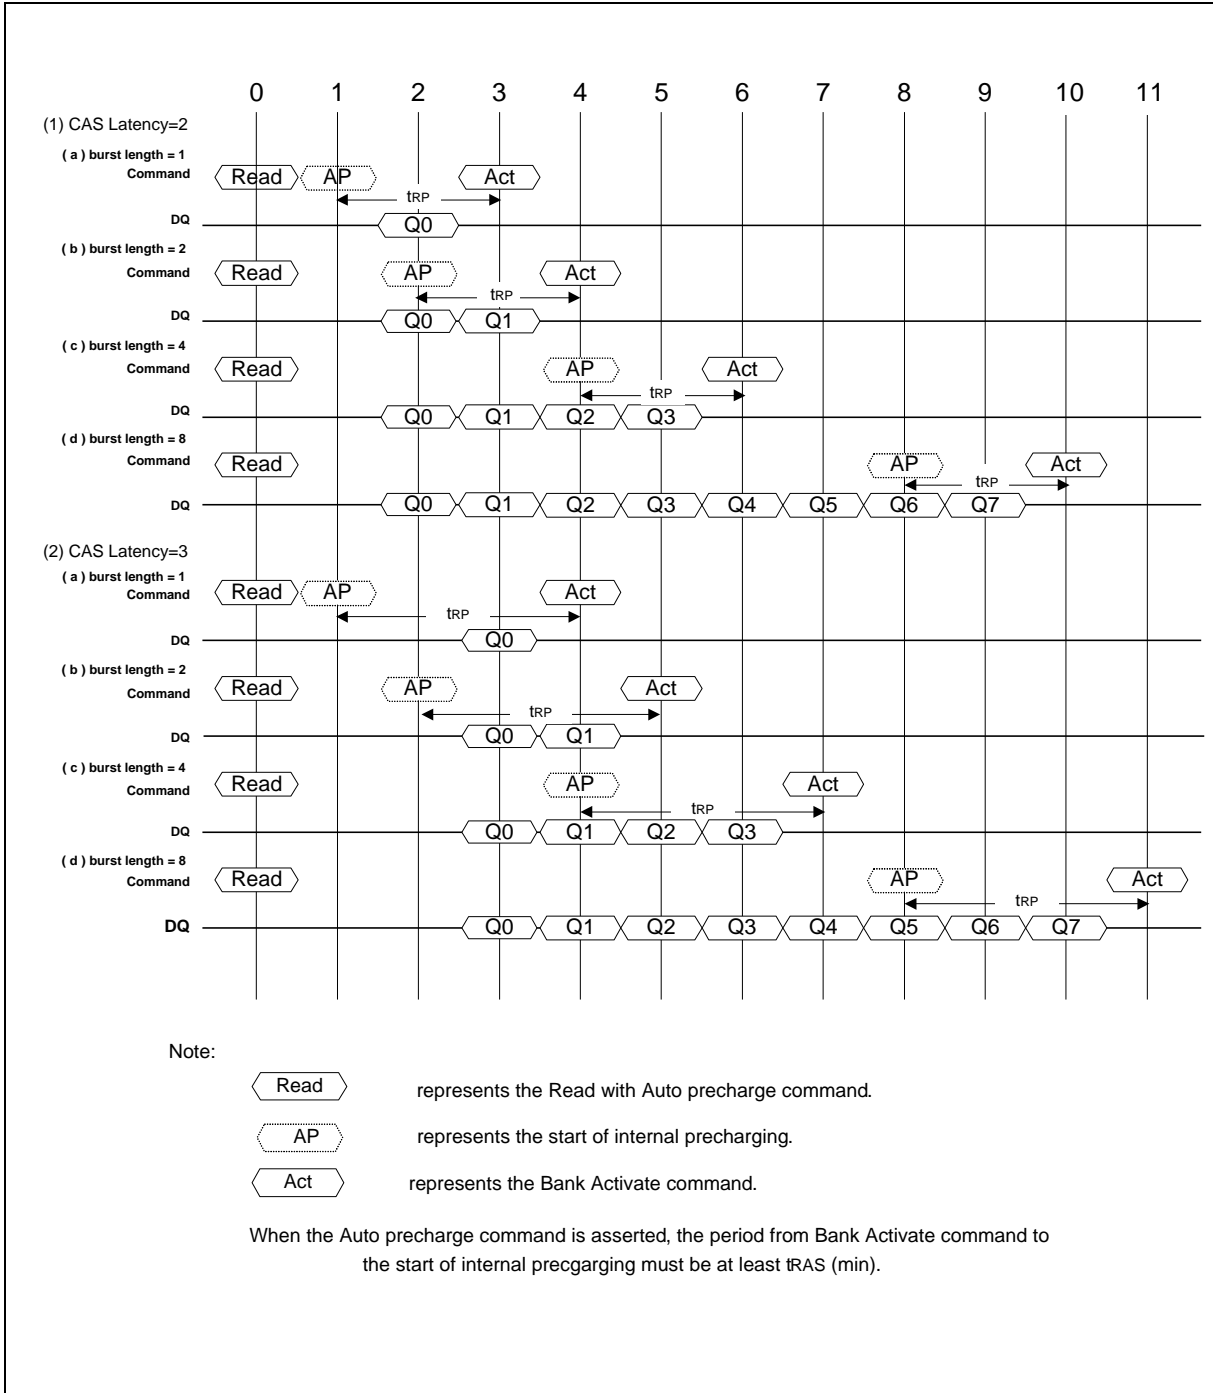 0 1 2 3 4 5 6 7 8 9 10 11
(1) CAS Latency=2
( a ) burst length = 1
Command Read AP Act
tRP
DQ Q0
( b ) burst length = 2
Command Read AP Act
tRP
DQ Q0 Q1
( c ) burst length = 4
Command Read AP Act
tRP
DQ Q0 Q1 Q2 Q3
( d ) burst length = 8
Command Read AP Act
tRP
DQ Q0 Q1 Q2 Q3 Q4 Q5 Q6 Q7
(2) CAS Latency=3
( a ) burst length = 1
Command Read AP Act
tRP
DQ Q0
( b ) burst length = 2
Command Read AP Act
tRP
DQ Q0 Q1
( c ) burst length = 4
Command Read AP Act
tRP
DQ Q0 Q1 Q2 Q3
( d ) burst length = 8
Command Read AP Act
tRP
DQ Q0 Q1 Q2 Q3 Q4 Q5 Q6 Q7
Note:
Read represents the Read with Auto precharge command.
AP represents the start of internal precharging.
Act represents the Bank Activate command.
When the Auto precharge command is asserted, the period from Bank Activate command to
the start of internal precgarging must be at least tRAS (min).